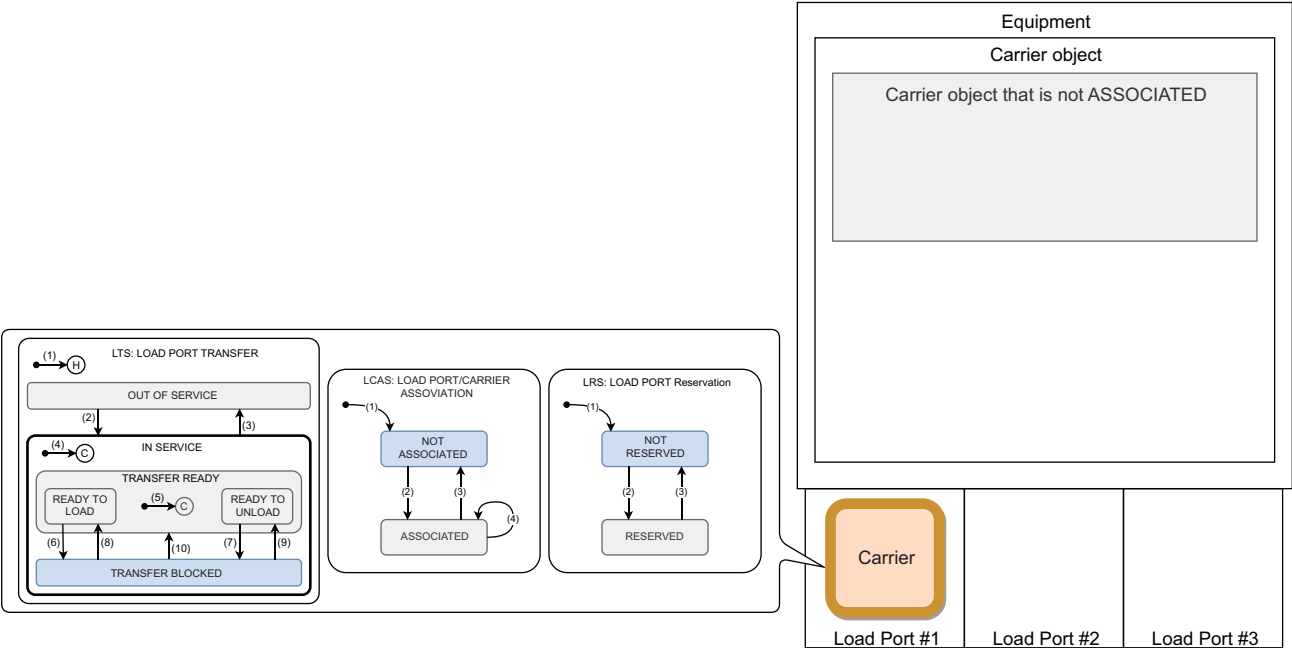 Equipment
Carrier object
Carrier object that is not ASSOCIATED
LTS: LOAD PORT TRANSFER
(1)
H
OUT OF SERVICE
(2)
(3)
IN SERVICE
(4)
C
TRANSFER READY
READY TO
LOAD
(5)
C
READY TO
UNLOAD
(6)
(8)
(10)
(7)
(9)
TRANSFER BLOCKED
LCAS: LOAD PORT/CARRIER
ASSOVIATION
(1)
NOT
ASSOCIATED
(2)
(3)
(4)
ASSOCIATED
LRS: LOAD PORT Reservation
(1)
NOT
RESERVED
(2)
(3)
RESERVED
Carrier
Load Port #1
Load Port #2
Load Port #3